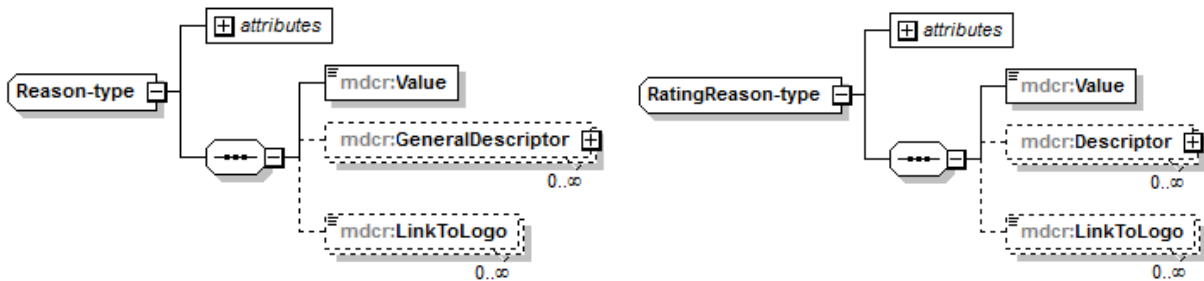 attributes
Reason-type
mdcr:Value
mdcr:GeneralDescriptor
0..∞
mdcr:LinkToLogo
0..∞
attributes
RatingReason-type
mdcr:Value
mdcr:Descriptor
0..∞
mdcr:LinkToLogo
0..∞